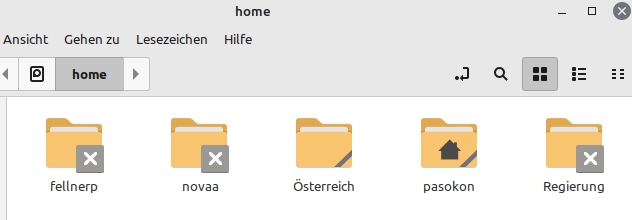 home
Ansicht Gehen zu Lesezeichen Hilfe
home
fellnerp novaa Österreich pasokon Regierung